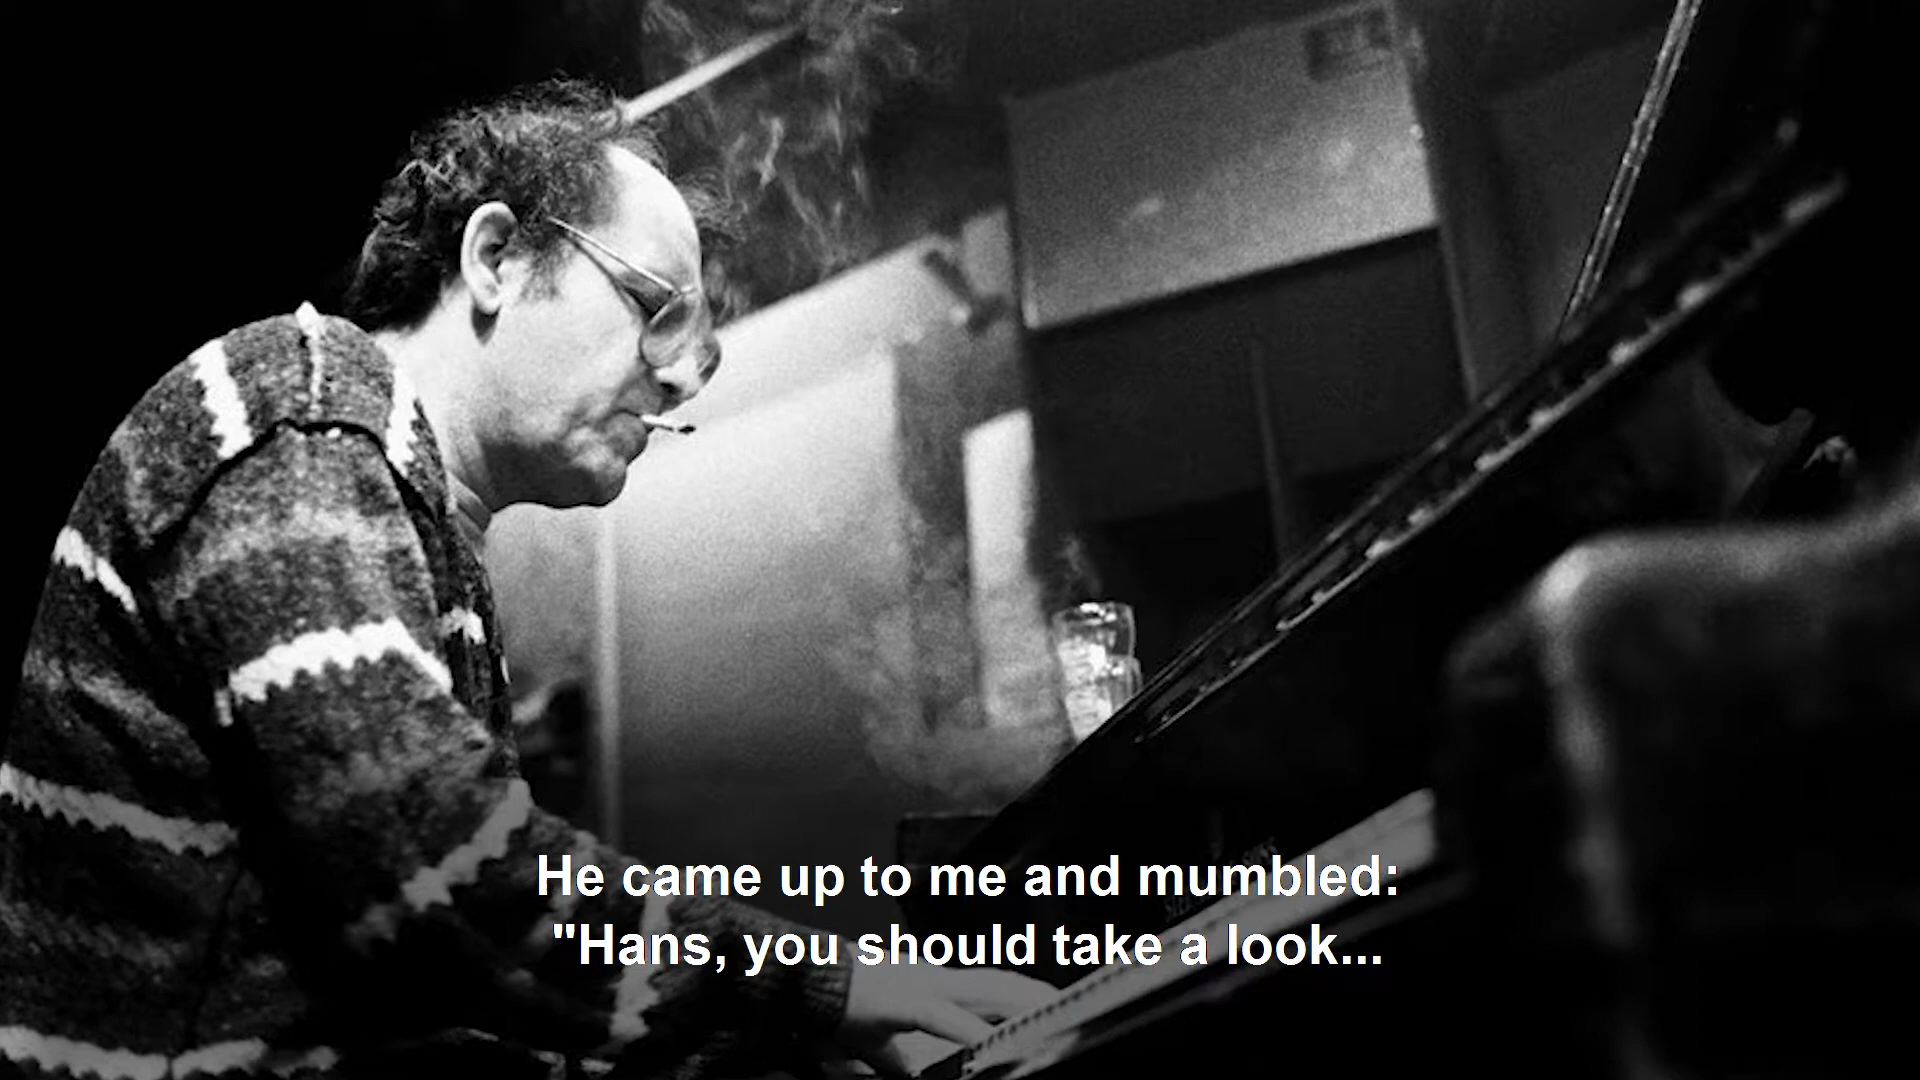 He came up to me and mumbled:
"Hans, you should take a look...